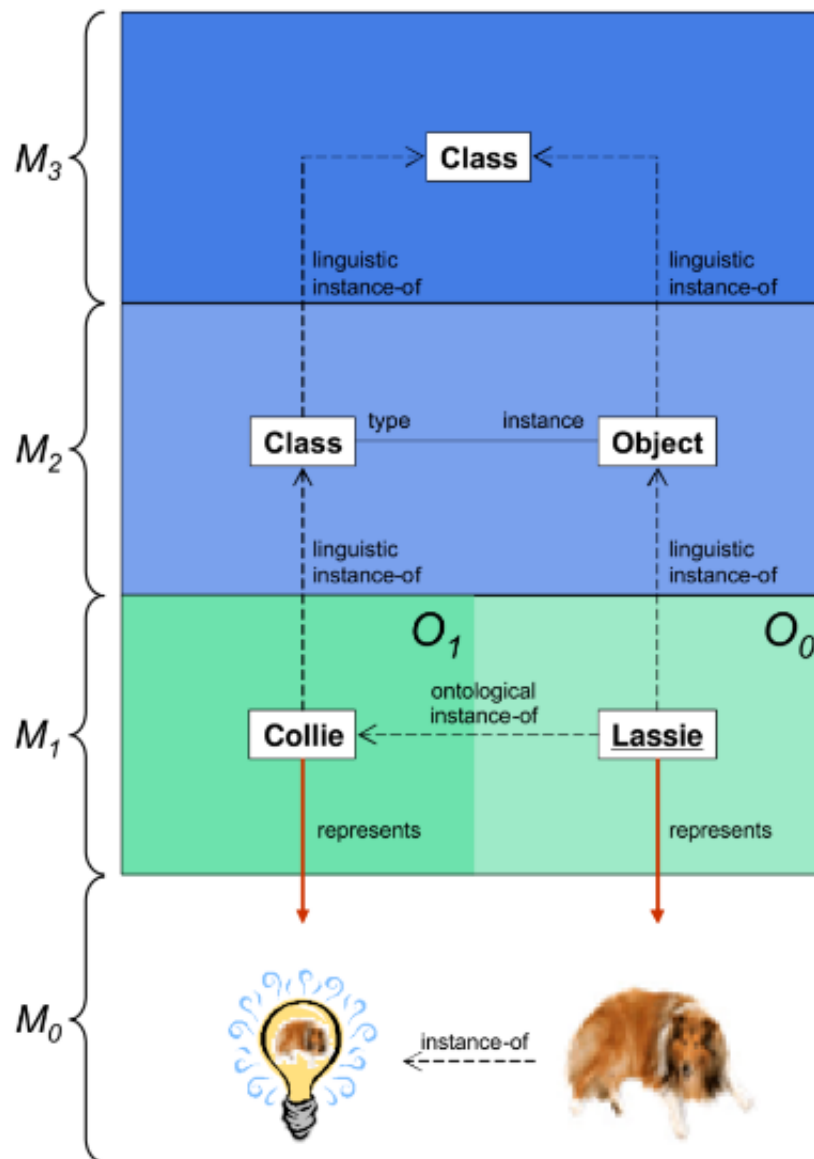 M3
Class
linguistic
instance-of
linguistic
instance-of
M2
Class
type
instance
Object
linguistic
instance-of
linguistic
instance-of
O1
O0
M1
ontological
instance-of
Collie
Lassie
represents
represents
M0
instance-of